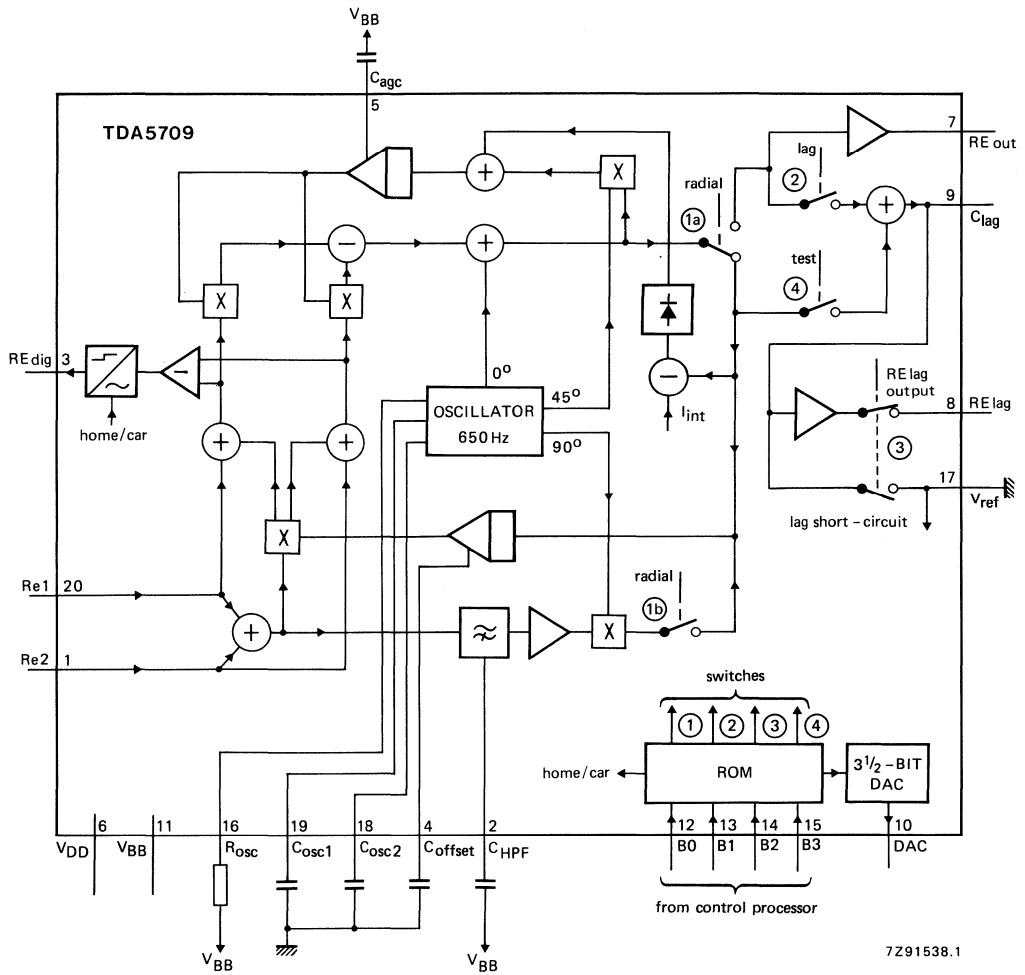 V_BB
C_agc
5
TDA5709
7
RE out
lag
②
radial
①a
9
C_lag
+
X
−
+
+
test
④
X
X
RE dig 3
−
home/car
0°
OSCILLATOR
650 Hz
45°
90°
−
I_int
RE lag
output
8
RE lag
③
+
+
17
V_ref
lag short-circuit
X
Re1 20
radial
①b
+
X
Re2 1
switches
① ② ③ ④
home/car
ROM
3 1/2-BIT
DAC
6 11 16 19 18 4 2 12 13 14 15 10
V_DD V_BB R_osc C_osc1 C_osc2 C_offset C_HPF B0 B1 B2 B3 DAC
from control processor
V_BB
V_BB
7Z91538.1